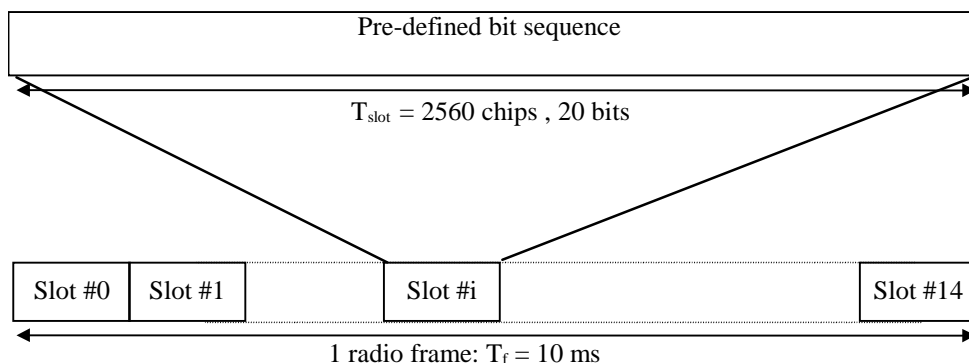 Pre-defined bit sequence
T_slot = 2560 chips , 20 bits
Slot #0 Slot #1 Slot #i Slot #14
1 radio frame: T_f = 10 ms